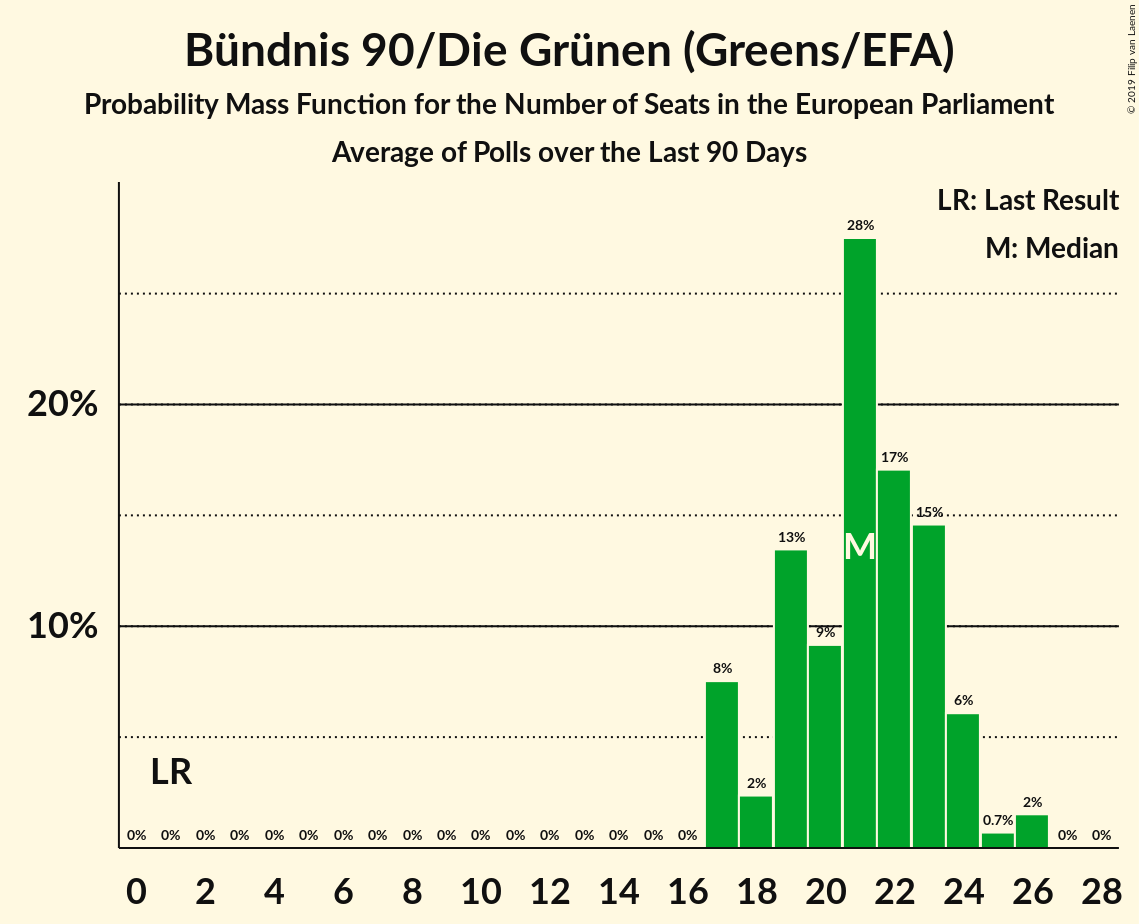 Bündnis 90/Die Grünen (Greens/EFA)
Probability Mass Function for the Number of Seats in the European Parliament
Average of Polls over the Last 90 Days
© 2019 Filip van Laenen
LR: Last Result
M: Median
28%
20%
17%
15%
13%
M
10%
9%
8%
6%
LR
2%
2%
0.7%
0% 0% 0% 0% 0% 0% 0% 0% 0% 0% 0% 0% 0% 0% 0% 0% 0% 0% 0%
0 2 4 6 8 10 12 14 16 18 20 22 24 26 28